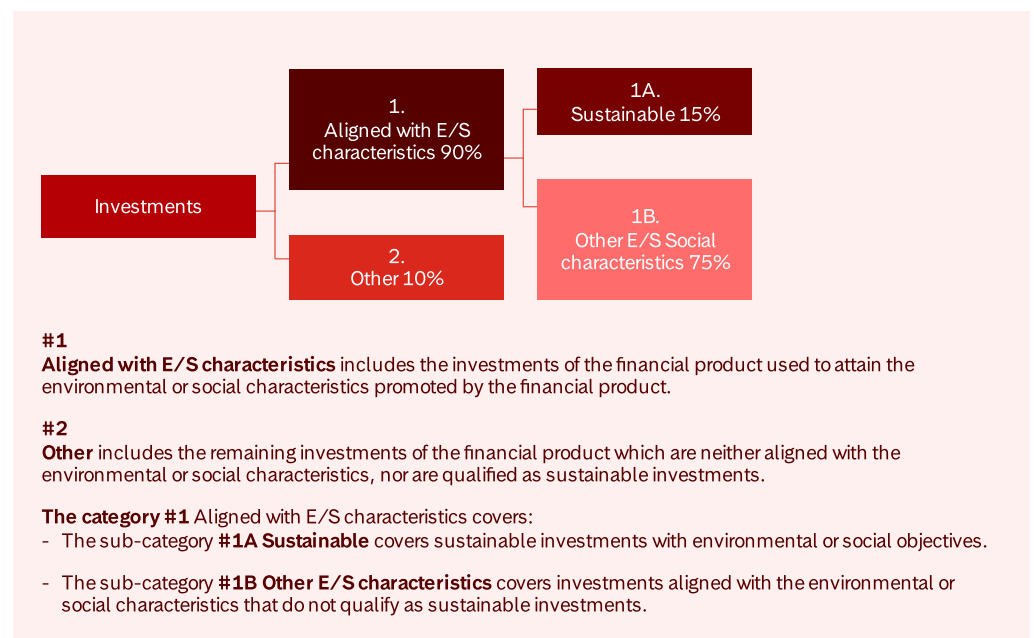 Investments
1.
Aligned with E/S
characteristics 90%
2.
Other 10%
1A.
Sustainable 15%
1B.
Other E/S Social
characteristics 75%
#1
Aligned with E/S characteristics includes the investments of the financial product used to attain the
environmental or social characteristics promoted by the financial product.
#2
Other includes the remaining investments of the financial product which are neither aligned with the
environmental or social characteristics, nor are qualified as sustainable investments.
The category #1 Aligned with E/S characteristics covers:
- The sub-category #1A Sustainable covers sustainable investments with environmental or social objectives.
- The sub-category #1B Other E/S characteristics covers investments aligned with the environmental or
social characteristics that do not qualify as sustainable investments.